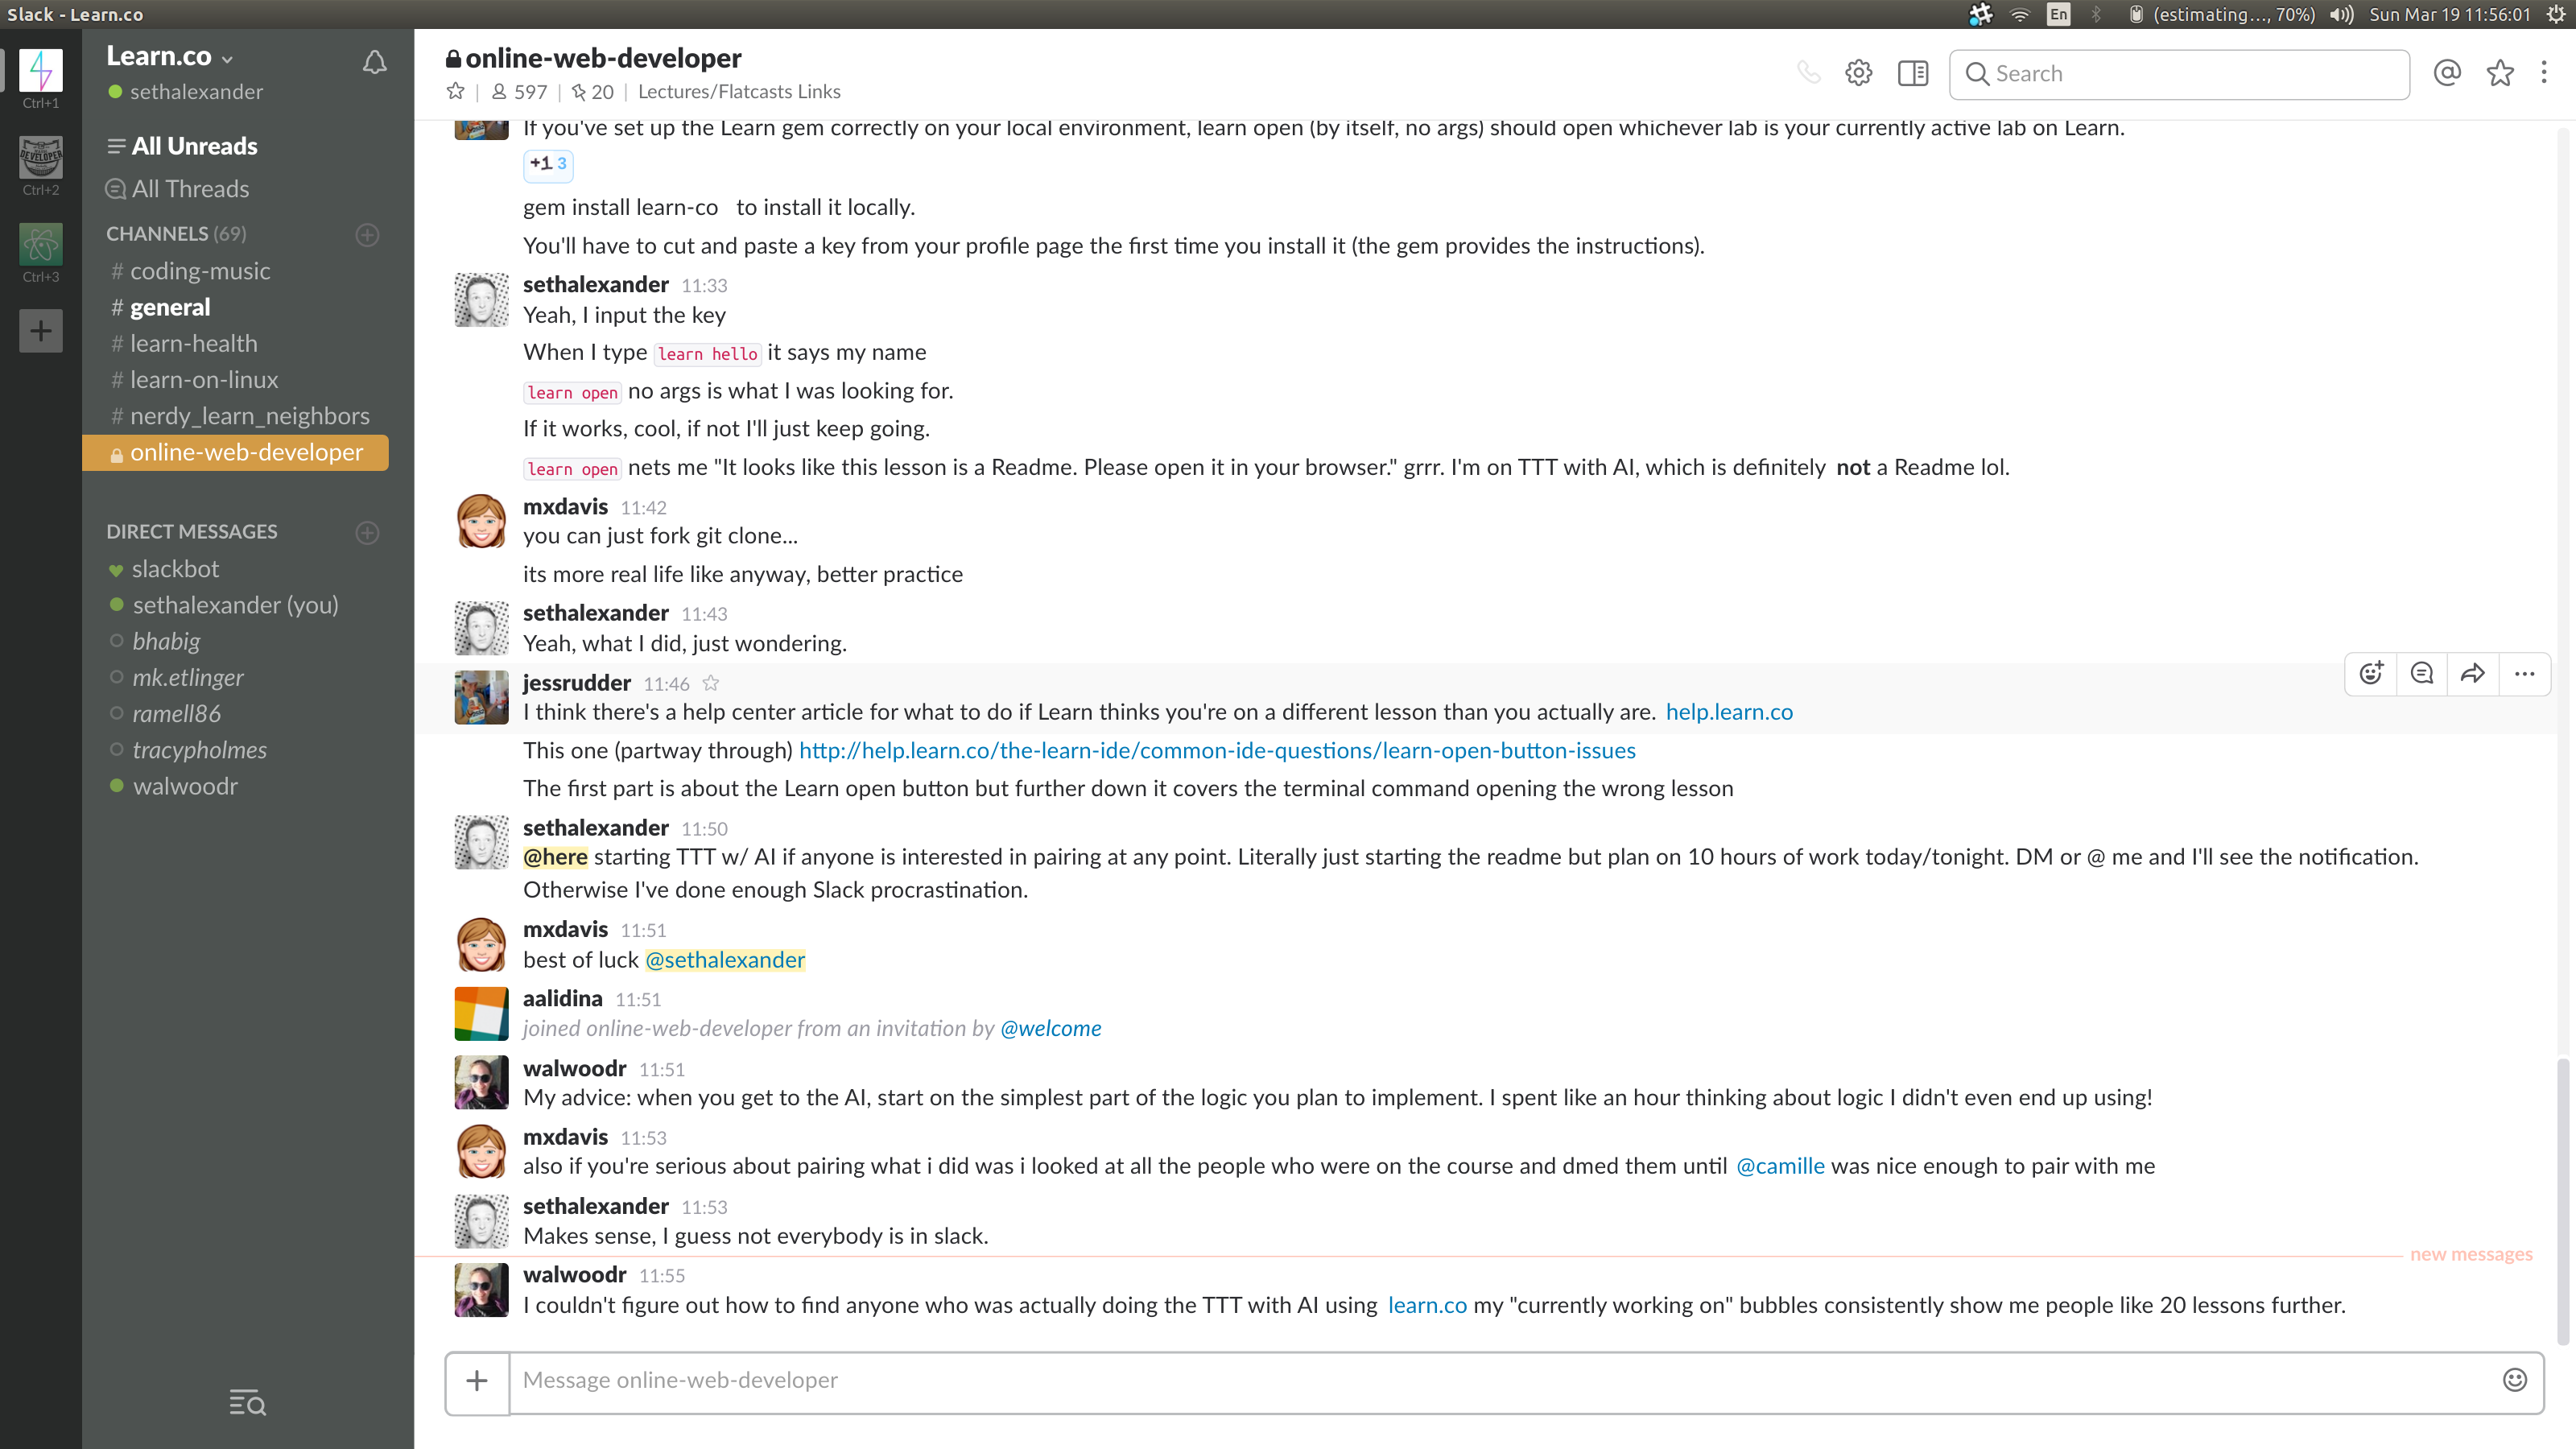 Slack - Learn.co
En
(estimating..., 70%)
Sun Mar 19 11:56:01
Ctrl+1
DEVELOPER
Ctrl+2
Ctrl+3
Learn.co
sethalexander
All Unreads
All Threads
CHANNELS (69)
# coding-music
# general
# learn-health
# learn-on-linux
# nerdy_learn_neighbors
online-web-developer
DIRECT MESSAGES
slackbot
sethalexander (you)
bhabig
mk.etlinger
ramell86
tracypholmes
walwoodr
online-web-developer
| 597 | 20 | Lectures/Flatcasts Links
Search
If you've set up the Learn gem correctly on your local environment, learn open (by itself, no args) should open whichever lab is your currently active lab on Learn.
+1 3
gem install learn-co to install it locally.
You'll have to cut and paste a key from your profile page the first time you install it (the gem provides the instructions).
sethalexander 11:33
Yeah, I input the key
When I type learn hello it says my name
learn open no args is what I was looking for.
If it works, cool, if not I'll just keep going.
learn open nets me "It looks like this lesson is a Readme. Please open it in your browser." grrr. I'm on TTT with AI, which is definitely not a Readme lol.
mxdavis 11:42
you can just fork git clone...
its more real life like anyway, better practice
sethalexander 11:43
Yeah, what I did, just wondering.
jessrudder 11:46
I think there's a help center article for what to do if Learn thinks you're on a different lesson than you actually are. help.learn.co
This one (partway through) http://help.learn.co/the-learn-ide/common-ide-questions/learn-open-button-issues
The first part is about the Learn open button but further down it covers the terminal command opening the wrong lesson
sethalexander 11:50
@here starting TTT w/ AI if anyone is interested in pairing at any point. Literally just starting the readme but plan on 10 hours of work today/tonight. DM or @ me and I'll see the notification.
Otherwise I've done enough Slack procrastination.
mxdavis 11:51
best of luck @sethalexander
aalidina 11:51
joined online-web-developer from an invitation by @welcome
walwoodr 11:51
My advice: when you get to the AI, start on the simplest part of the logic you plan to implement. I spent like an hour thinking about logic I didn't even end up using!
mxdavis 11:53
also if you're serious about pairing what i did was i looked at all the people who were on the course and dmed them until @camille was nice enough to pair with me
sethalexander 11:53
Makes sense, I guess not everybody is in slack.
new messages
walwoodr 11:55
I couldn't figure out how to find anyone who was actually doing the TTT with AI using learn.co my "currently working on" bubbles consistently show me people like 20 lessons further.
Message online-web-developer